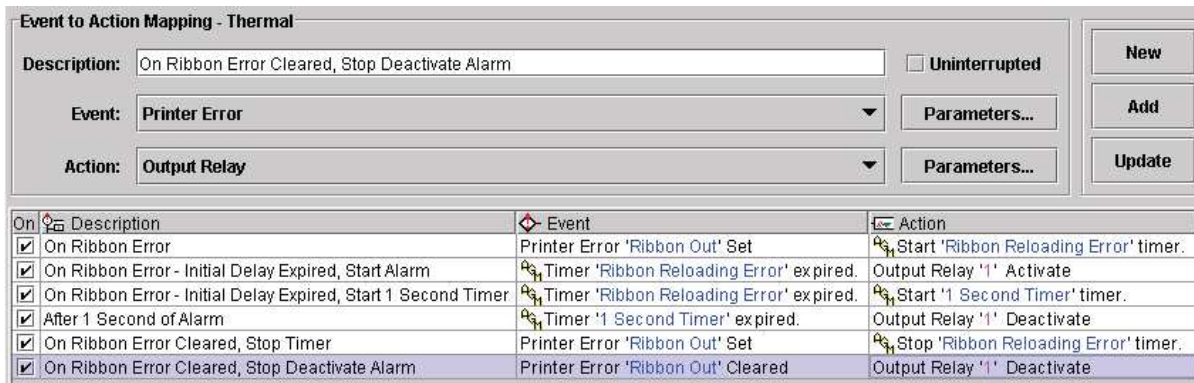 Event to Action Mapping - Thermal
Description: On Ribbon Error Cleared, Stop Deactivate Alarm Uninterrupted New
Event: Printer Error Parameters... Add
Action: Output Relay Parameters... Update
On Description Event Action
On Ribbon Error Printer Error 'Ribbon Out' Set Start 'Ribbon Reloading Error' timer.
On Ribbon Error - Initial Delay Expired, Start Alarm Timer 'Ribbon Reloading Error' expired. Output Relay '1' Activate
On Ribbon Error - Initial Delay Expired, Start 1 Second Timer Timer 'Ribbon Reloading Error' expired. Start '1 Second Timer' timer.
After 1 Second of Alarm Timer '1 Second Timer' expired. Output Relay '1' Deactivate
On Ribbon Error Cleared, Stop Timer Printer Error 'Ribbon Out' Set Stop 'Ribbon Reloading Error' timer.
On Ribbon Error Cleared, Stop Deactivate Alarm Printer Error 'Ribbon Out' Cleared Output Relay '1' Deactivate